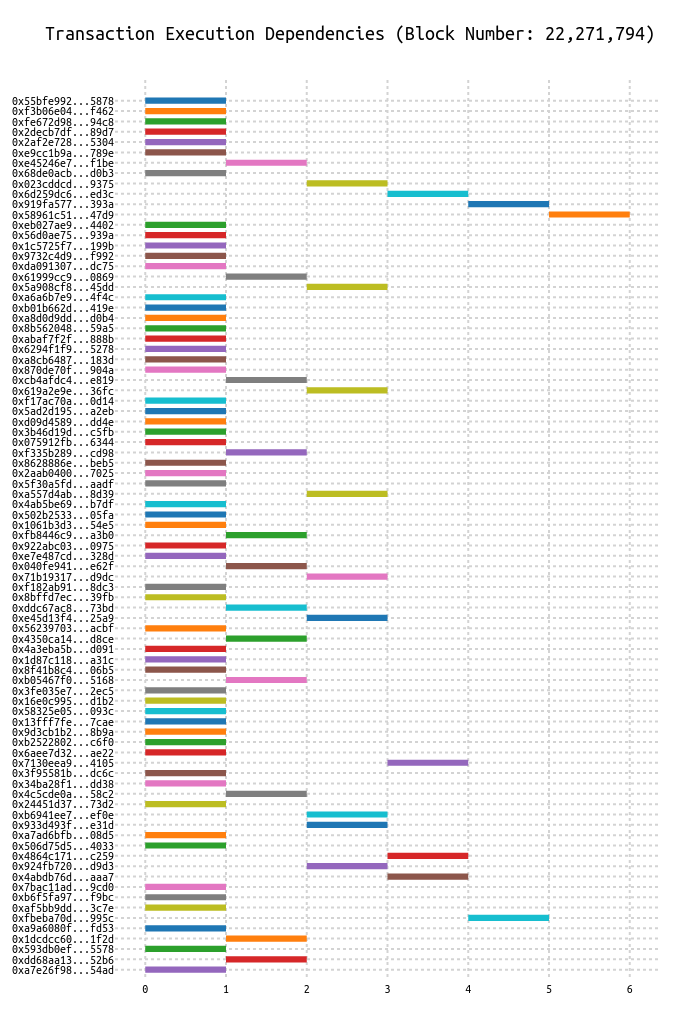 Transaction Execution Dependencies (Block Number: 22,271,794)
0x55bfe992...5878
0xf3b06e04...f462
0xfe672d98...94c8
0x2decb7df...89d7
0x2af2e728...5304
0xe9cc1b9a...789e
0xe45246e7...f1be
0x68de0acb...d0b3
0x023cddcd...9375
0x6d259dc6...ed3c
0x919fa577...393a
0x58961c51...47d9
0xeb027ae9...4402
0x56d0ae75...939a
0x1c5725f7...199b
0x9732c4d9...f992
0xda091307...dc75
0x61999cc9...0869
0x5a908cf8...45dd
0xa6a6b7e9...4f4c
0xb01b662d...419e
0xa8d0d9dd...d0b4
0x8b562048...59a5
0xabaf7f2f...888b
0x6294f1f9...5278
0xa8cb6487...183d
0x870de70f...904a
0xcb4afdc4...e819
0x619a2e9e...36fc
0xf17ac70a...0d14
0x5ad2d195...a2eb
0xd09d4589...dd4e
0x3b46d19d...c5fb
0x075912fb...6344
0xf335b289...cd98
0x8628886e...beb5
0x2aab0400...7025
0x5f30a5fd...aadf
0xa557d4ab...8d39
0x4ab5be69...b7df
0x502b2533...05fa
0x1061b3d3...54e5
0xfb8446c9...a3b0
0x922abc03...0975
0xe7e487cd...328d
0x040fe941...e62f
0x71b19317...d9dc
0xf182ab91...8dc3
0x8bffd7ec...39fb
0xddc67ac8...73bd
0xe45d13f4...25a9
0x56239703...acbf
0x4350ca14...d8ce
0x4a3eba5b...d091
0x1d87c118...a31c
0x8f41b8c4...06b5
0xb05467f0...5168
0x3fe035e7...2ec5
0x16e0c995...d1b2
0x58325e05...093c
0x13fff7fe...7cae
0x9d3cb1b2...8b9a
0xb2522802...c6f0
0x6aee7d32...ae22
0x7130eea9...4105
0x3f95581b...dc6c
0x34ba28f1...dd38
0x4c5cde0a...58c2
0x24451d37...73d2
0xb6941ee7...ef0e
0x933d493f...e31d
0xa7ad6bfb...08d5
0x506d75d5...4033
0x4864c171...c259
0x924fb720...d9d3
0x4abdb76d...aaa7
0x7bac11ad...9cd0
0xb6f5fa97...f9bc
0xaf5bb9dd...3c7e
0xfbeba70d...995c
0xa9a6080f...fd53
0x1dcdcc60...1f2d
0x593db0ef...5578
0xdd68aa13...52b6
0xa7e26f98...54ad
0 1 2 3 4 5 6